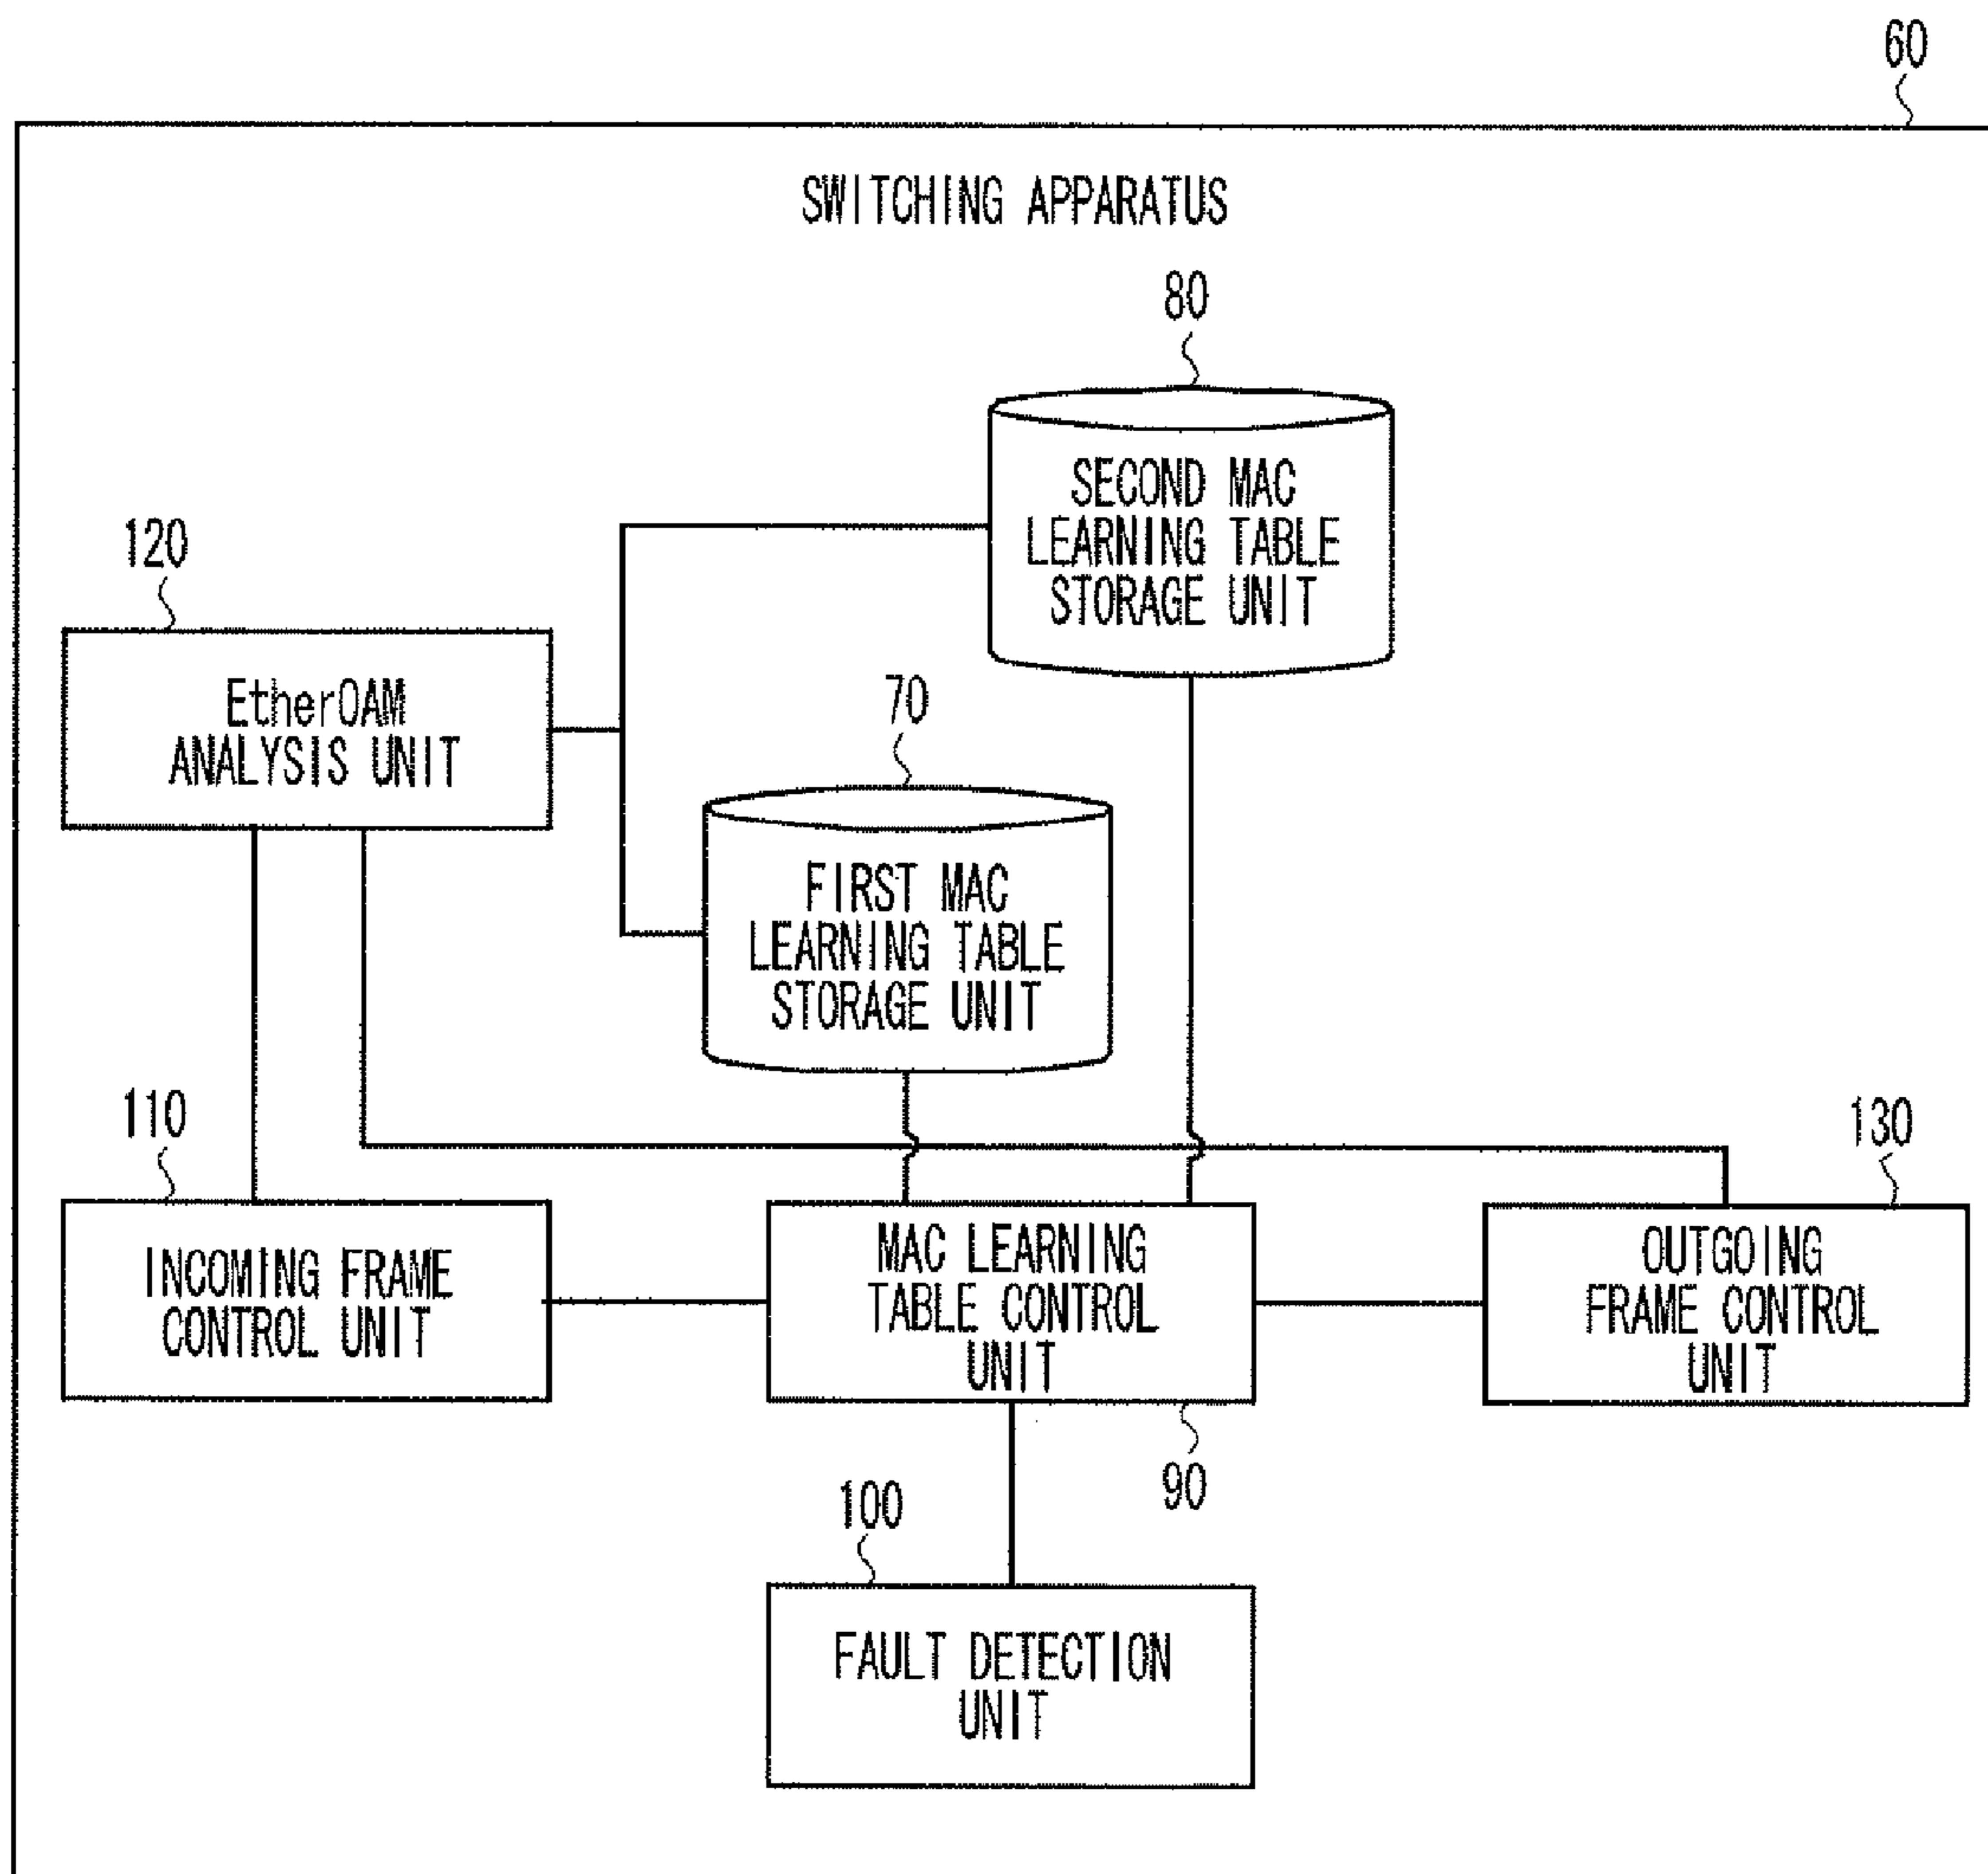 60
SWITCHING APPARATUS
80
SECOND MAC
LEARNING TABLE
STORAGE UNIT
120
EtherOAM
ANALYSIS UNIT
70
FIRST MAC
LEARNING TABLE
STORAGE UNIT
110
INCOMING FRAME
CONTROL UNIT
MAC LEARNING
TABLE CONTROL
UNIT
90
130
OUTGOING
FRAME CONTROL
UNIT
100
FAULT DETECTION
UNIT